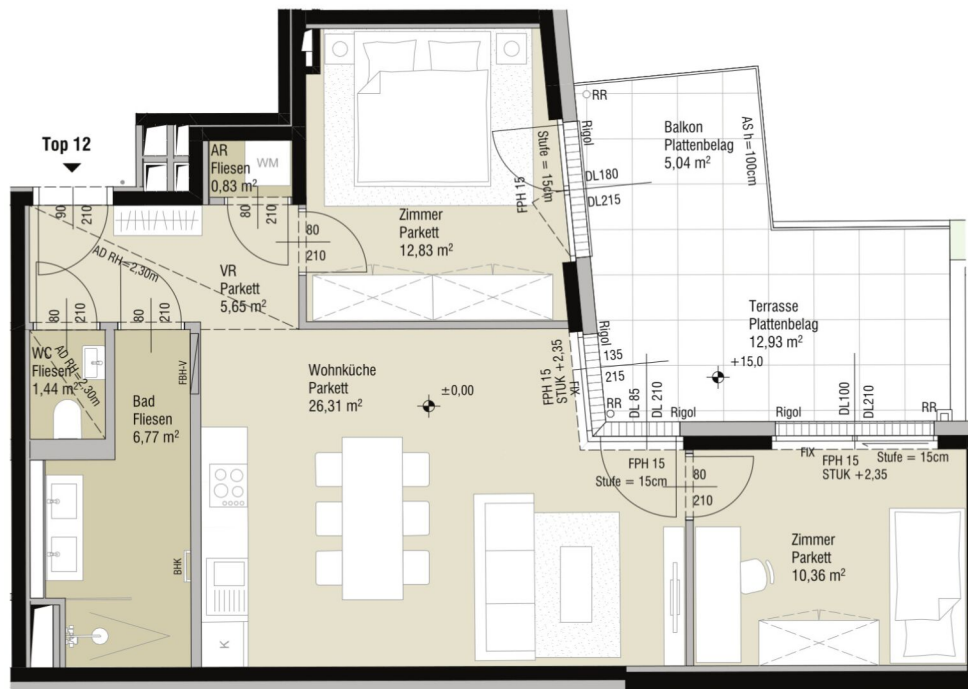 Top 12
90
210
AR
Fliesen
0,83 m²
WM
80
210
80
210
Zimmer
Parkett
12,83 m²
Stufe = 15cm
FPH 15
Rigol
DL180
DL215
RR
Balkon
Plattenbelag
5,04 m²
AS h=100cm
AD RH=2,30m
VR
Parkett
5,65 m²
80
210
80
210
WC
Fliesen
1,44 m²
AD RH=2,30m
Bad
Fliesen
6,77 m²
FBH-V
BHK
Wohnküche
Parkett
26,31 m²
±0,00
K
FPH 15
STUK +2,35
FIX
Rigol
135
215
RR
Terrasse
Plattenbelag
12,93 m²
+15,0
DL 85
DL 210
Rigol
Rigol
DL100
DL210
RR
FPH 15
Stufe = 15cm
80
210
FIX
FPH 15
STUK +2,35
Stufe = 15cm
Zimmer
Parkett
10,36 m²